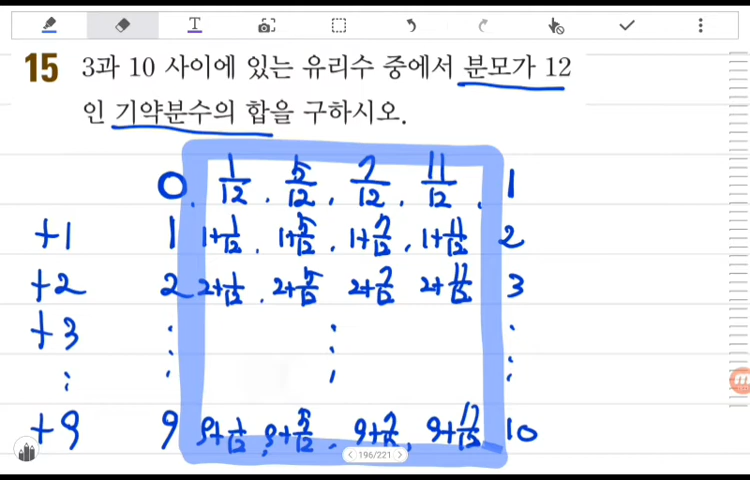 T
15 3과 10 사이에 있는 유리수 중에서 분모가 12
인 기약분수의 합을 구하시오.
0, 1/12, 5/12, 7/12, 11/12, 1
+1 1 1+1/12, 1+5/12, 1+7/12, 1+11/12 2
+2 2 2+1/12, 2+5/12 2+7/12 2+11/12 3
+3 ⋮ ⋮ ⋮
⋮
+9 9 9+1/12, 9+5/12, 9+7/12, 9+11/12 10
< 196/221 >